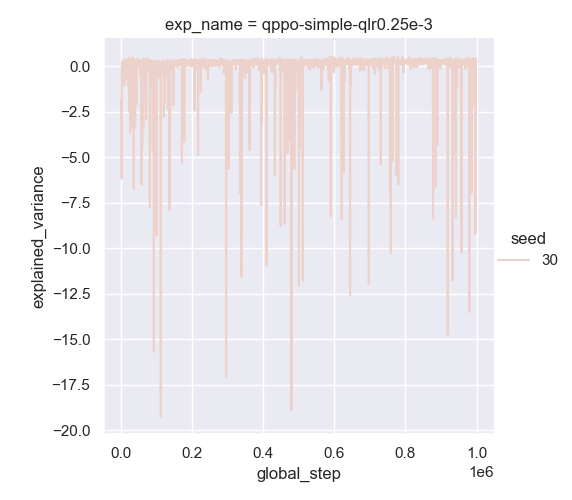 exp_name = qppo-simple-qlr0.25e-3
0.0
−2.5
−5.0
−7.5
−10.0
−12.5
−15.0
−17.5
−20.0
explained_variance
0.0 0.2 0.4 0.6 0.8 1.0
1e6
global_step
seed
30